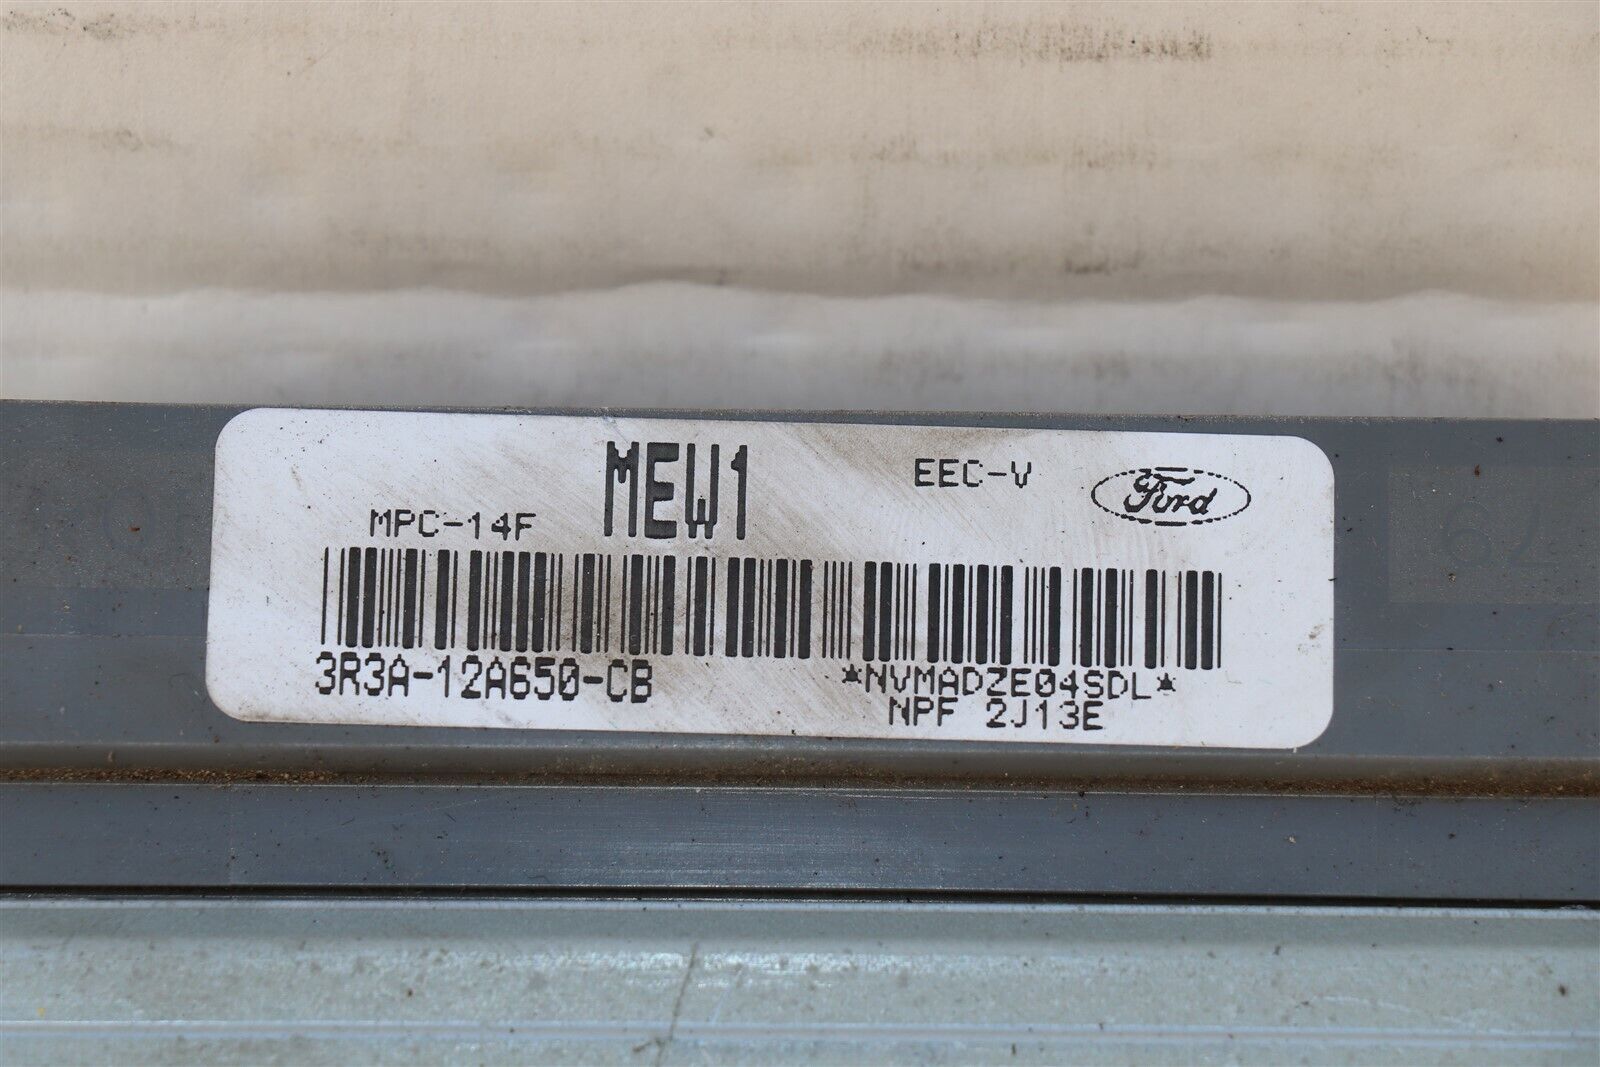 MEW1
EEC-V
Ford
MPC-14F
3R3A-12A650-CB
*NVMADZE04SDL*
NPF 2J13E